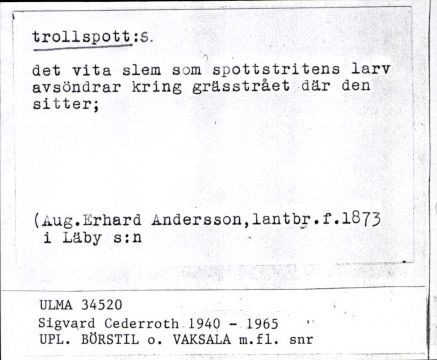 trollspott:s.
det vita slem som spottstritens larv
avsöndrar kring grässtrået där den
sitter;
(Aug.Erhard Andersson,lantbr.f.1873
i Läby s:n
ULMA 34520
Sigvard Cederroth 1940 - 1965
UPL. BÖRSTIL o. VAKSALA m.fl. snr